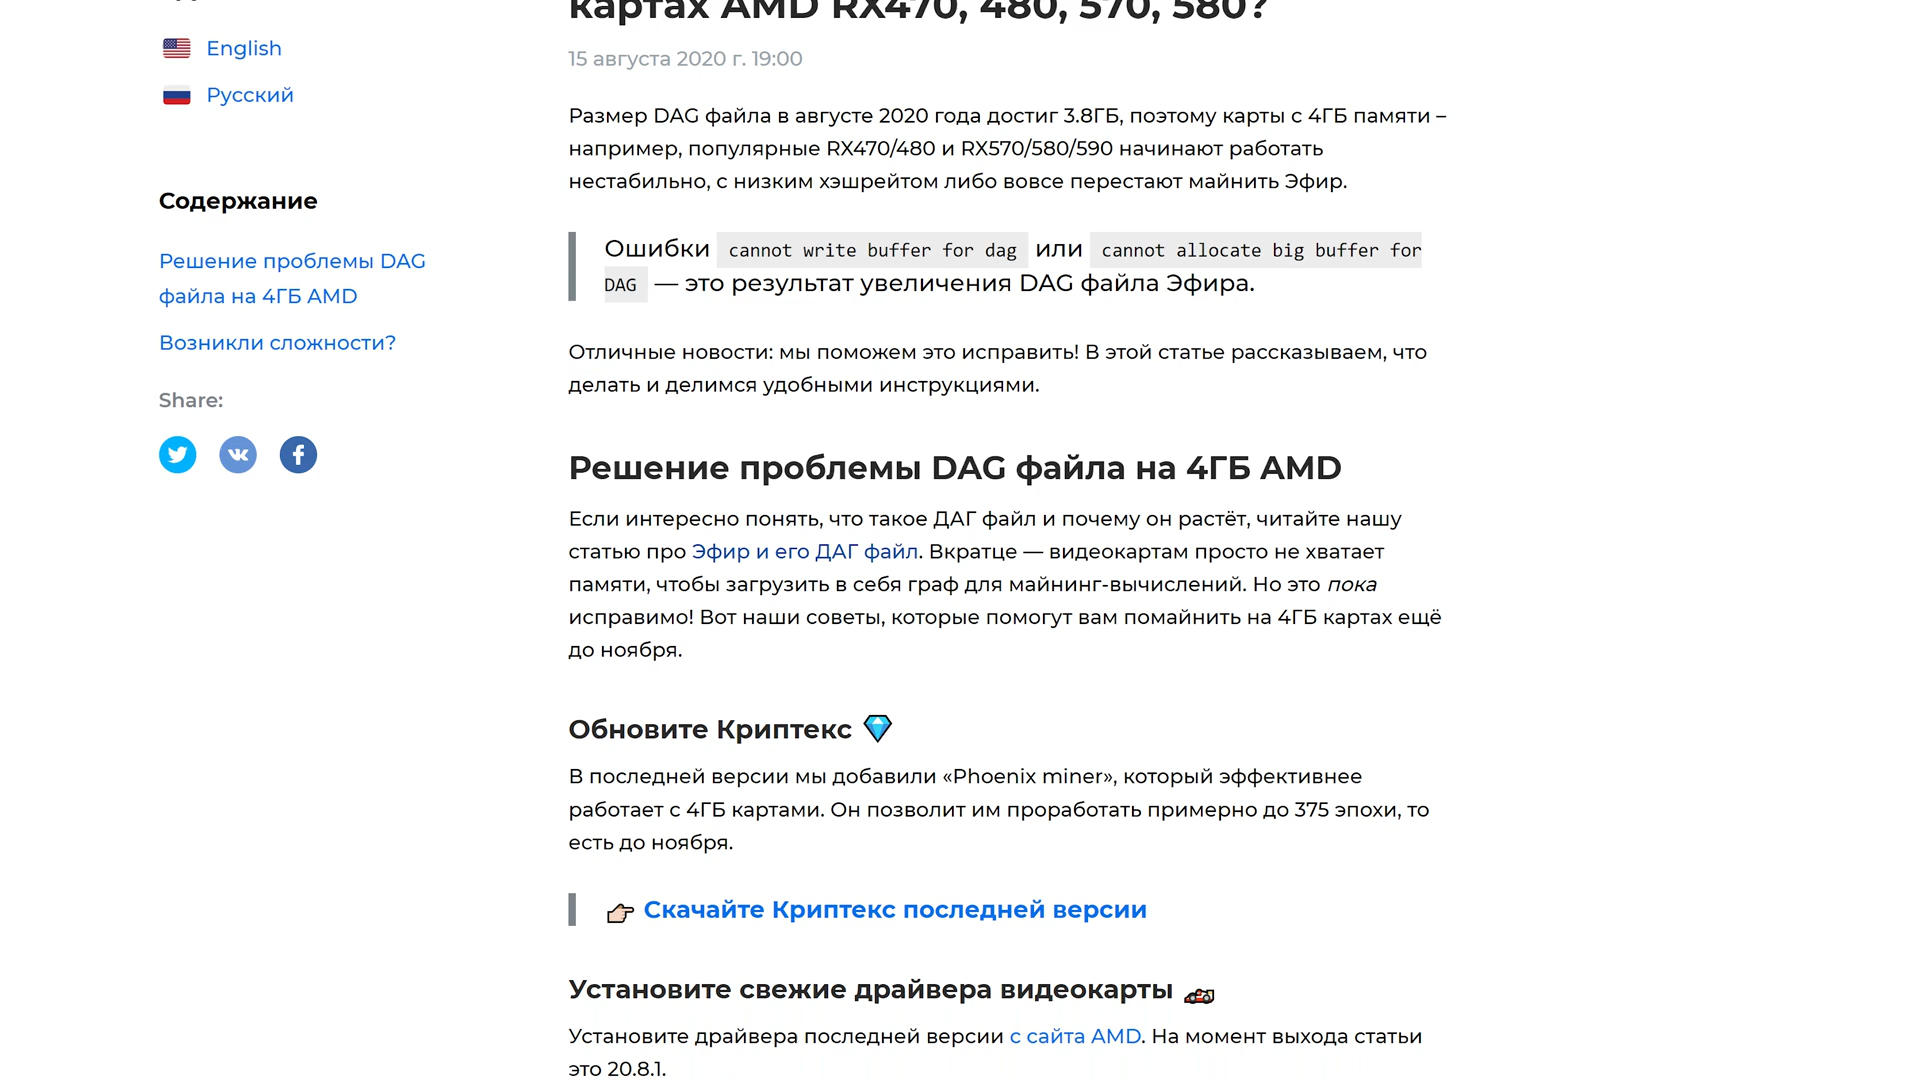 картах AMD RX470, 480, 570, 580?
English
Русский
15 августа 2020 г. 19:00
Размер DAG файла в августе 2020 года достиг 3.8ГБ, поэтому карты с 4ГБ памяти –
например, популярные RX470/480 и RX570/580/590 начинают работать
нестабильно, с низким хэшрейтом либо вовсе перестают майнить Эфир.
Содержание
Решение проблемы DAG
файла на 4ГБ AMD
Возникли сложности?
Share:
Ошибки cannot write buffer for dag или cannot allocate big buffer for
DAG — это результат увеличения DAG файла Эфира.
Отличные новости: мы поможем это исправить! В этой статье рассказываем, что
делать и делимся удобными инструкциями.
Решение проблемы DAG файла на 4ГБ AMD
Если интересно понять, что такое ДАГ файл и почему он растёт, читайте нашу
статью про Эфир и его ДАГ файл. Вкратце — видеокартам просто не хватает
памяти, чтобы загрузить в себя граф для майнинг-вычислений. Но это пока
исправимо! Вот наши советы, которые помогут вам помайнить на 4ГБ картах ещё
до ноября.
Обновите Криптекс
В последней версии мы добавили «Phoenix miner», который эффективнее
работает с 4ГБ картами. Он позволит им проработать примерно до 375 эпохи, то
есть до ноября.
Скачайте Криптекс последней версии
Установите свежие драйвера видеокарты
Установите драйвера последней версии с сайта AMD. На момент выхода статьи
это 20.8.1.